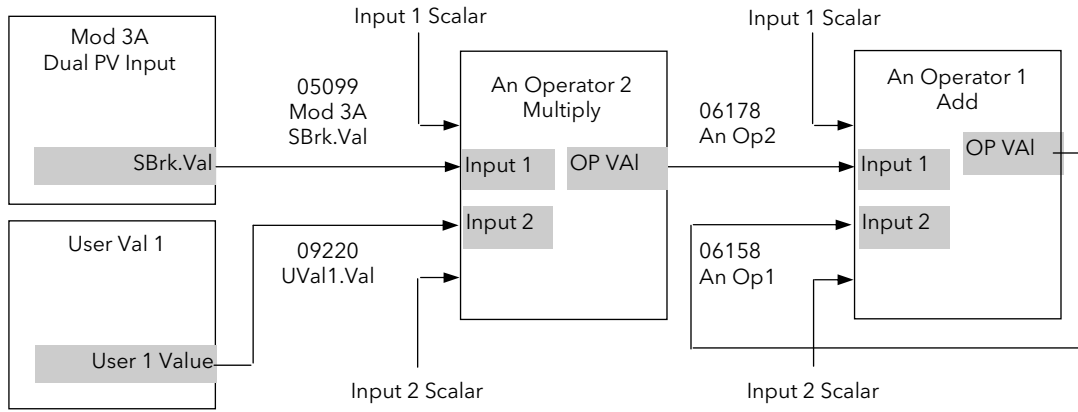 Input 1 Scalar
Input 1 Scalar
Mod 3A
Dual PV Input
SBrk.Val
05099
Mod 3A
SBrk.Val
An Operator 2
Multiply
Input 1
OP VAl
Input 2
06178
An Op2
An Operator 1
Add
OP VAl
Input 1
Input 2
User Val 1
User 1 Value
09220
UVal1.Val
06158
An Op1
Input 2 Scalar
Input 2 Scalar